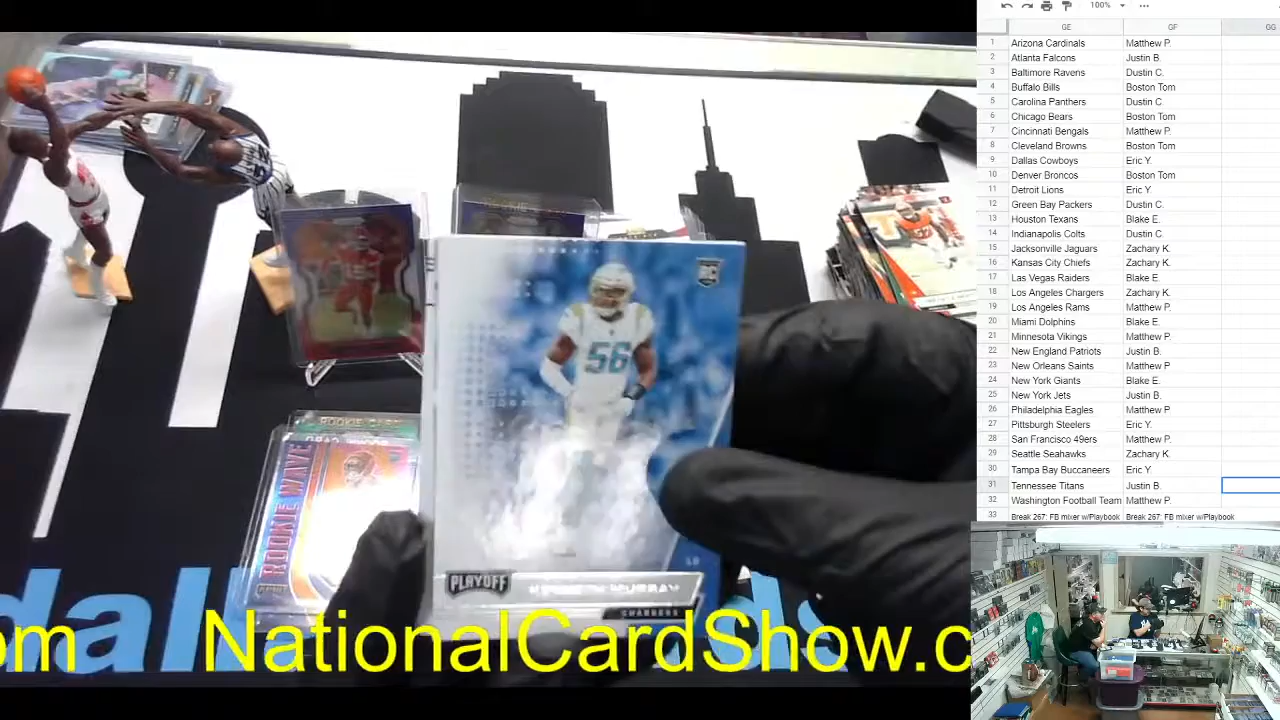 100%
GE GF GG
1 Arizona Cardinals Matthew P.
2 Atlanta Falcons Justin B.
3 Baltimore Ravens Dustin C.
4 Buffalo Bills Boston Tom
5 Carolina Panthers Dustin C.
6 Chicago Bears Boston Tom
7 Cincinnati Bengals Matthew P.
8 Cleveland Browns Boston Tom
9 Dallas Cowboys Eric Y.
10 Denver Broncos Boston Tom
11 Detroit Lions Eric Y.
12 Green Bay Packers Dustin C.
13 Houston Texans Blake E.
14 Indianapolis Colts Dustin C.
15 Jacksonville Jaguars Zachary K.
16 Kansas City Chiefs Zachary K.
17 Las Vegas Raiders Blake E.
18 Los Angeles Chargers Zachary K.
19 Los Angeles Rams Matthew P.
20 Miami Dolphins Blake E.
21 Minnesota Vikings Matthew P.
22 New England Patriots Justin B.
23 New Orleans Saints Matthew P
24 New York Giants Blake E.
25 New York Jets Justin B.
26 Philadelphia Eagles Matthew P.
27 Pittsburgh Steelers Eric Y.
28 San Francisco 49ers Matthew P.
29 Seattle Seahawks Zachary K.
30 Tampa Bay Buccaneers Eric Y.
31 Tennessee Titans Justin B.
32 Washington Football Team Matthew P.
33 Break 267: FB mixer w/Playbook Break 267: FB mixer w/Playbook
RC
56
LB
PLAYOFF
KENNETH MURRAY
CHARGERS
ROOKIE CARD
ROOKIE WAVE
om NationalCardShow.c